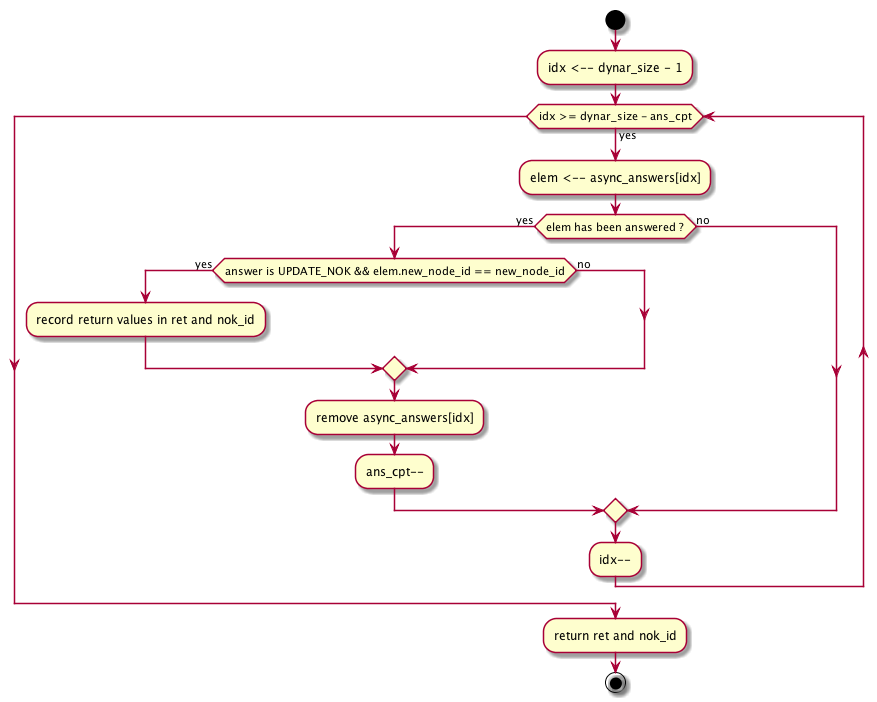 idx <-- dynar_size - 1
idx >= dynar_size - ans_cpt
yes
elem <-- async_answers[idx]
yes
elem has been answered ?
no
yes
answer is UPDATE_NOK && elem.new_node_id == new_node_id
no
record return values in ret and nok_id
remove async_answers[idx]
ans_cpt--
idx--
return ret and nok_id